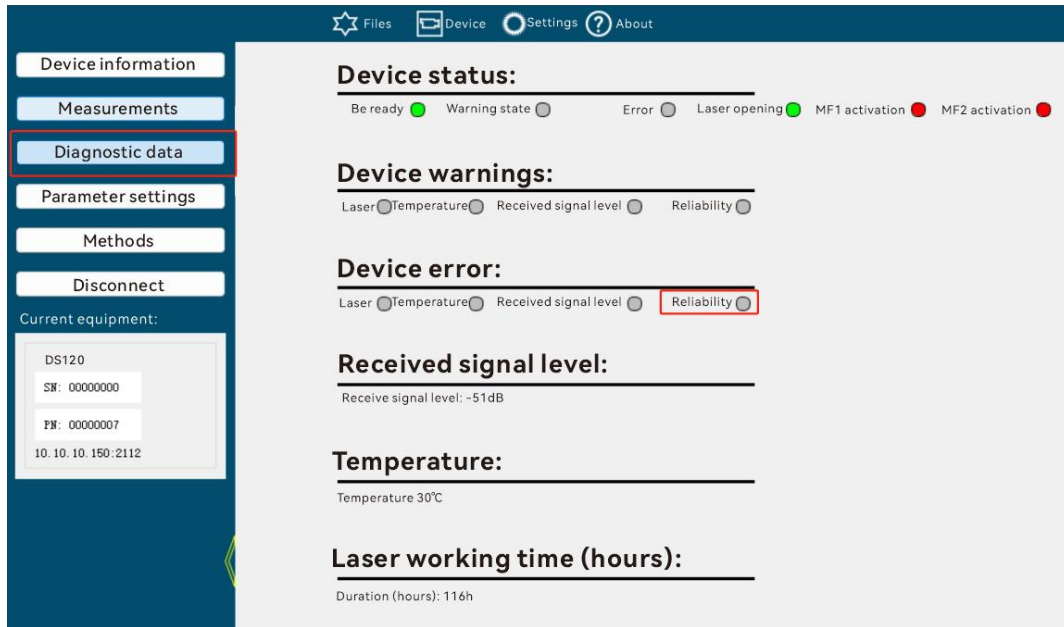 Files Device Settings ? About
Device information
Measurements
Diagnostic data
Parameter settings
Methods
Disconnect
Current equipment:
DS120
SN: 00000000
PN: 00000007
10.10.10.150:2112
Device status:
Be ready Warning state Error Laser opening MF1 activation MF2 activation
Device warnings:
Laser Temperature Received signal level Reliability
Device error:
Laser Temperature Received signal level Reliability
Received signal level:
Receive signal level: -51dB
Temperature:
Temperature 30℃
Laser working time (hours):
Duration (hours): 116h